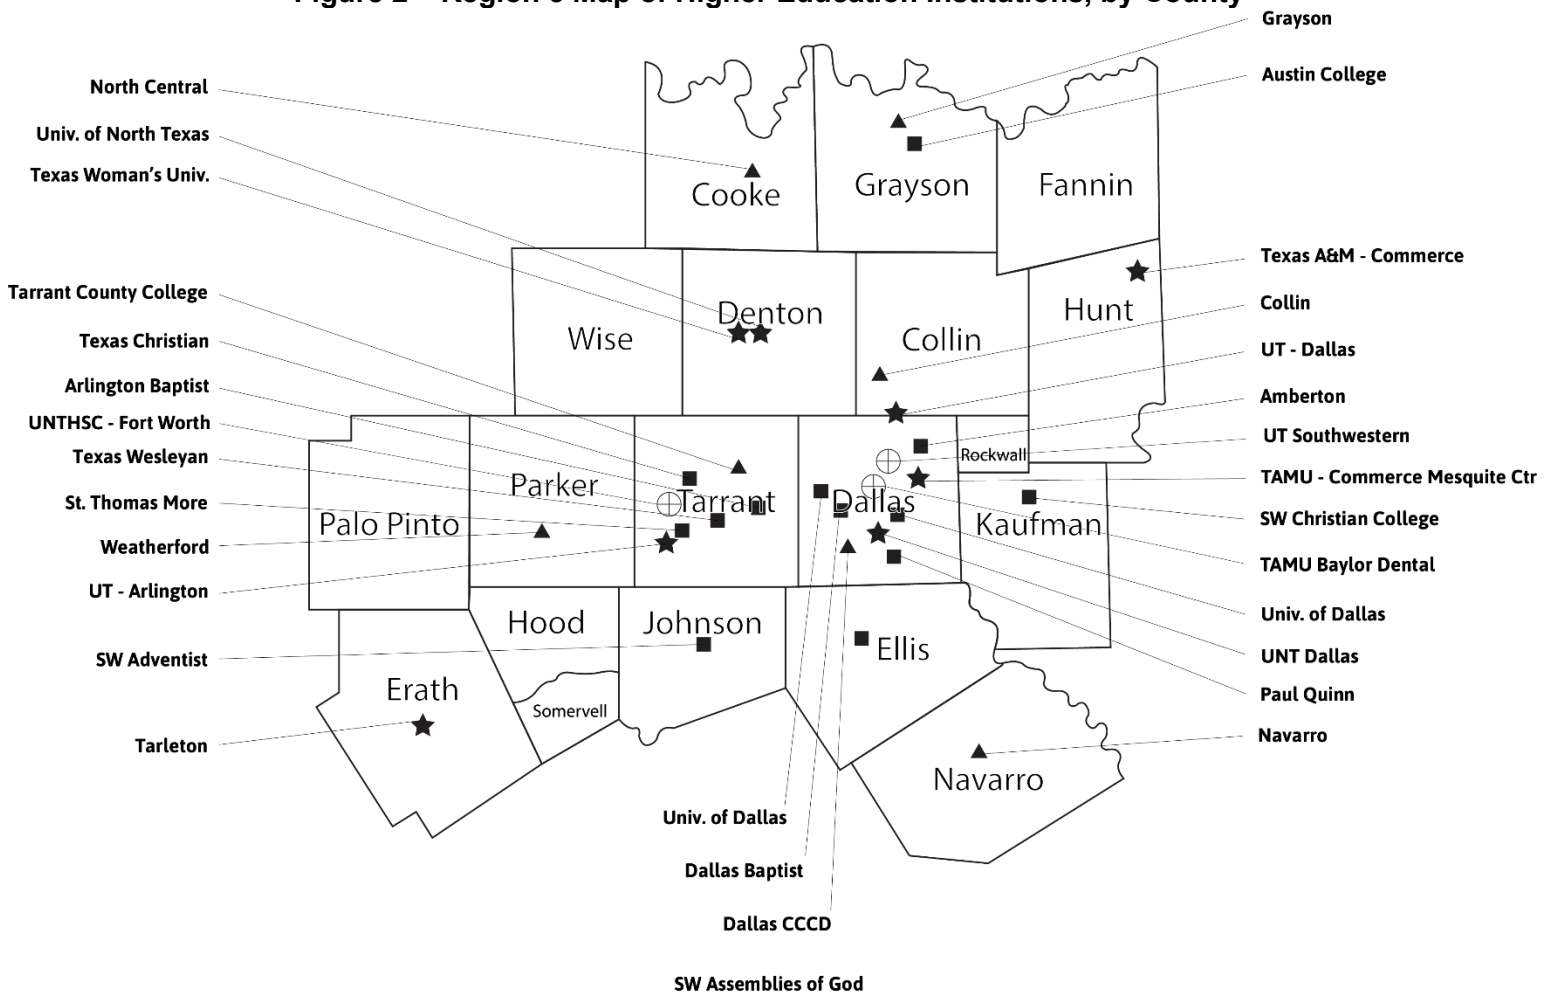 Figure 2 – Region 3 Map of Higher Education Institutions, by County
Grayson
Austin College
North Central
Univ. of North Texas
Texas Woman's Univ.
Cooke
Grayson
Fannin
Texas A&M - Commerce
Tarrant County College
Collin
Hunt
Denton
Wise
Collin
Texas Christian
UT - Dallas
Arlington Baptist
Amberton
UNTHSC - Fort Worth
UT Southwestern
Texas Wesleyan
Rockwall
TAMU - Commerce Mesquite Ctr
Parker
St. Thomas More
Tarrant
Dallas
Palo Pinto
Kaufman
SW Christian College
Weatherford
TAMU Baylor Dental
UT - Arlington
Univ. of Dallas
Hood
Johnson
Ellis
SW Adventist
UNT Dallas
Erath
Paul Quinn
Somervell
Tarleton
Navarro
Navarro
Univ. of Dallas
Dallas Baptist
Dallas CCCD
SW Assemblies of God